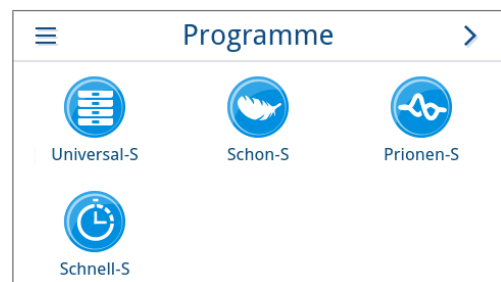 Programme
Universal-S
Schon-S
Prionen-S
Schnell-S